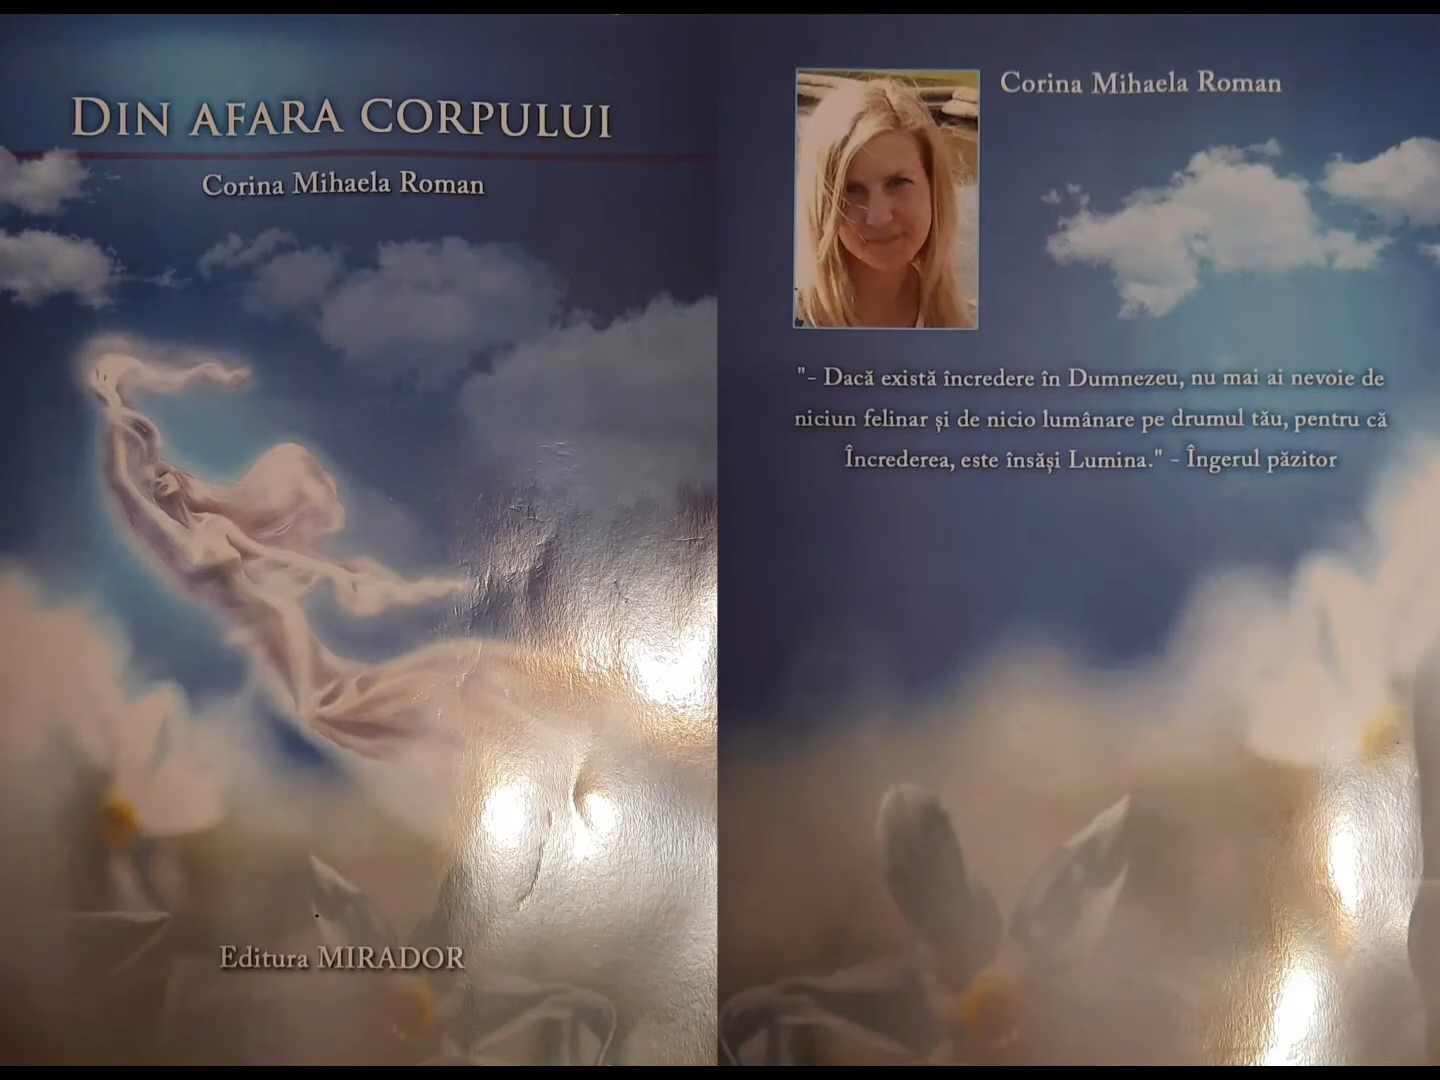 DIN AFARA CORPULUI
Corina Mihaela Roman
Editura MIRADOR
Corina Mihaela Roman
"- Dacă există încredere în Dumnezeu, nu mai ai nevoie de
niciun felinar și de nicio lumânare pe drumul tău, pentru că
Încrederea, este însăși Lumina." - Îngerul păzitor